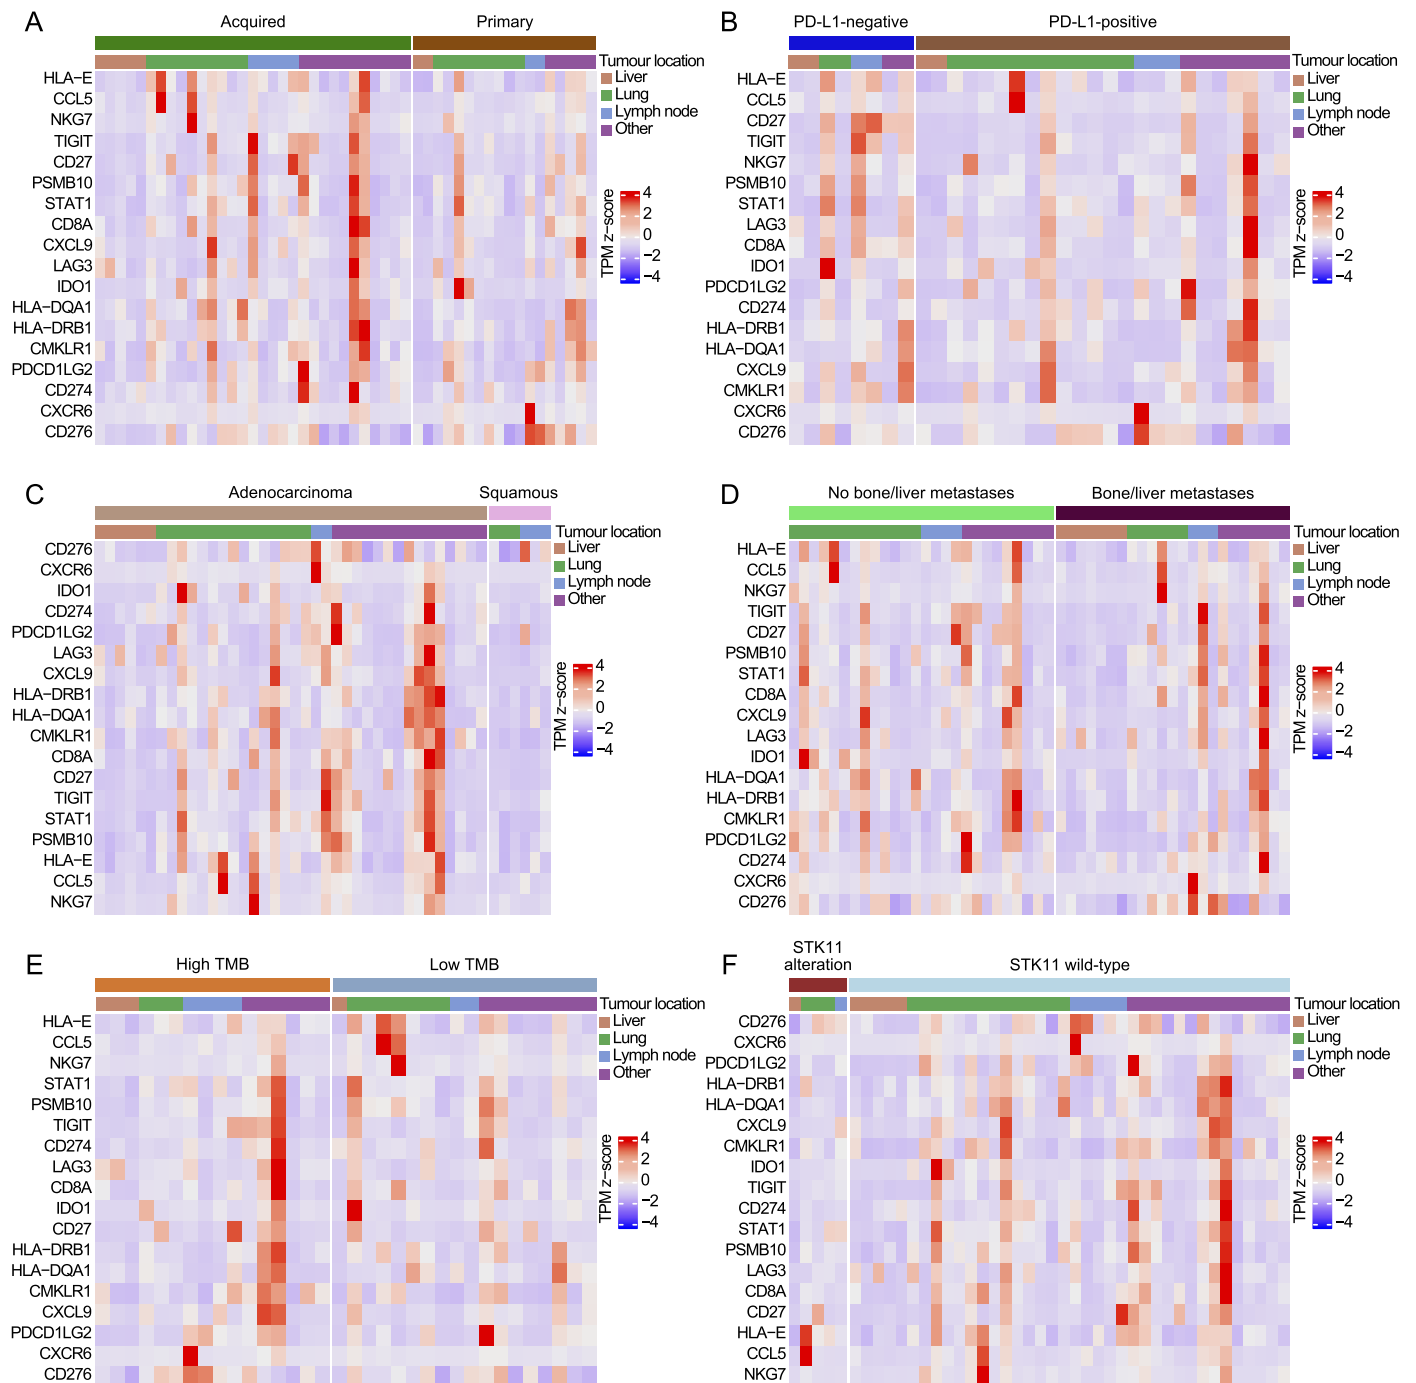 A
Acquired
Primary
Tumour location
Liver
Lung
Lymph node
Other
HLA−E
CCL5
NKG7
TIGIT
CD27
PSMB10
STAT1
CD8A
CXCL9
LAG3
IDO1
HLA−DQA1
HLA−DRB1
CMKLR1
PDCD1LG2
CD274
CXCR6
CD276
TPM z−score
4
2
0
−2
−4
B
PD-L1-negative
PD-L1-positive
Tumour location
Liver
Lung
Lymph node
Other
HLA−E
CCL5
CD27
TIGIT
NKG7
PSMB10
STAT1
LAG3
CD8A
IDO1
PDCD1LG2
CD274
HLA−DRB1
HLA−DQA1
CXCL9
CMKLR1
CXCR6
CD276
TPM z−score
4
2
0
−2
−4
C
Adenocarcinoma
Squamous
Tumour location
Liver
Lung
Lymph node
Other
CD276
CXCR6
IDO1
CD274
PDCD1LG2
LAG3
CXCL9
HLA−DRB1
HLA−DQA1
CMKLR1
CD8A
CD27
TIGIT
STAT1
PSMB10
HLA−E
CCL5
NKG7
TPM z−score
4
2
0
−2
−4
D
No bone/liver metastases
Bone/liver metastases
Tumour location
Liver
Lung
Lymph node
Other
HLA−E
CCL5
NKG7
TIGIT
CD27
PSMB10
STAT1
CD8A
CXCL9
LAG3
IDO1
HLA−DQA1
HLA−DRB1
CMKLR1
PDCD1LG2
CD274
CXCR6
CD276
TPM z−score
4
2
0
−2
−4
E
High TMB
Low TMB
Tumour location
Liver
Lung
Lymph node
Other
HLA−E
CCL5
NKG7
STAT1
PSMB10
TIGIT
CD274
LAG3
CD8A
IDO1
CD27
HLA−DRB1
HLA−DQA1
CMKLR1
CXCL9
PDCD1LG2
CXCR6
CD276
TPM z−score
4
2
0
−2
−4
F
STK11
alteration
STK11 wild-type
Tumour location
Liver
Lung
Lymph node
Other
CD276
CXCR6
PDCD1LG2
HLA−DRB1
HLA−DQA1
CXCL9
CMKLR1
IDO1
TIGIT
CD274
STAT1
PSMB10
LAG3
CD8A
CD27
HLA−E
CCL5
NKG7
TPM z−score
4
2
0
−2
−4